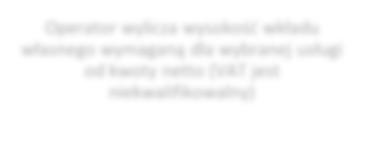 Operator wylicza wysokość wkładu
własnego wymaganą dla wybranej usługi
od kwoty netto (VAT jest
niekwalifikowalny)